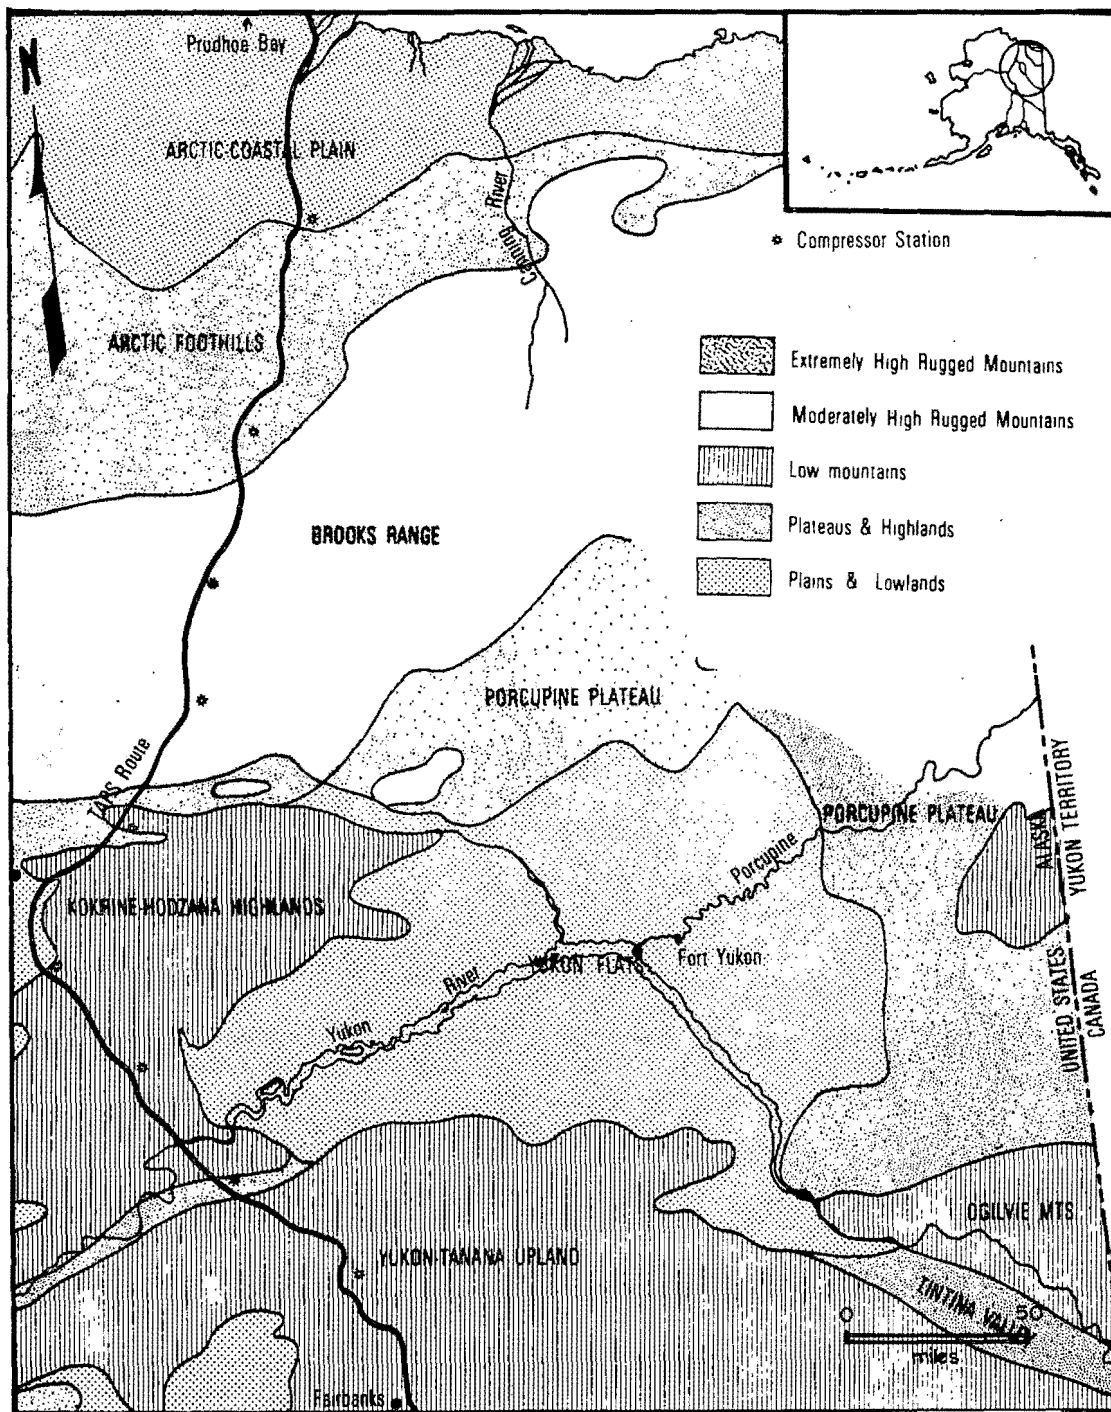 Prudhoe Bay
N
ARCTIC COASTAL PLAIN
River
Canning
* Compressor Station
ARCTIC FOOTHILLS
Extremely High Rugged Mountains
Moderately High Rugged Mountains
Low mountains
Plateaus & Highlands
Plains & Lowlands
BROOKS RANGE
PORCUPINE PLATEAU
TAPS Route
PORCUPINE PLATEAU
ALASKA
YUKON TERRITORY
Porcupine
KOKRINE-HODZANA HIGHLANDS
YUKON FLATS
Fort Yukon
River
Yukon
UNITED STATES
CANADA
OGILVIE MTS
YUKON-TANANA UPLAND
TINTINA VALLEY
0 50
miles
Fairbanks